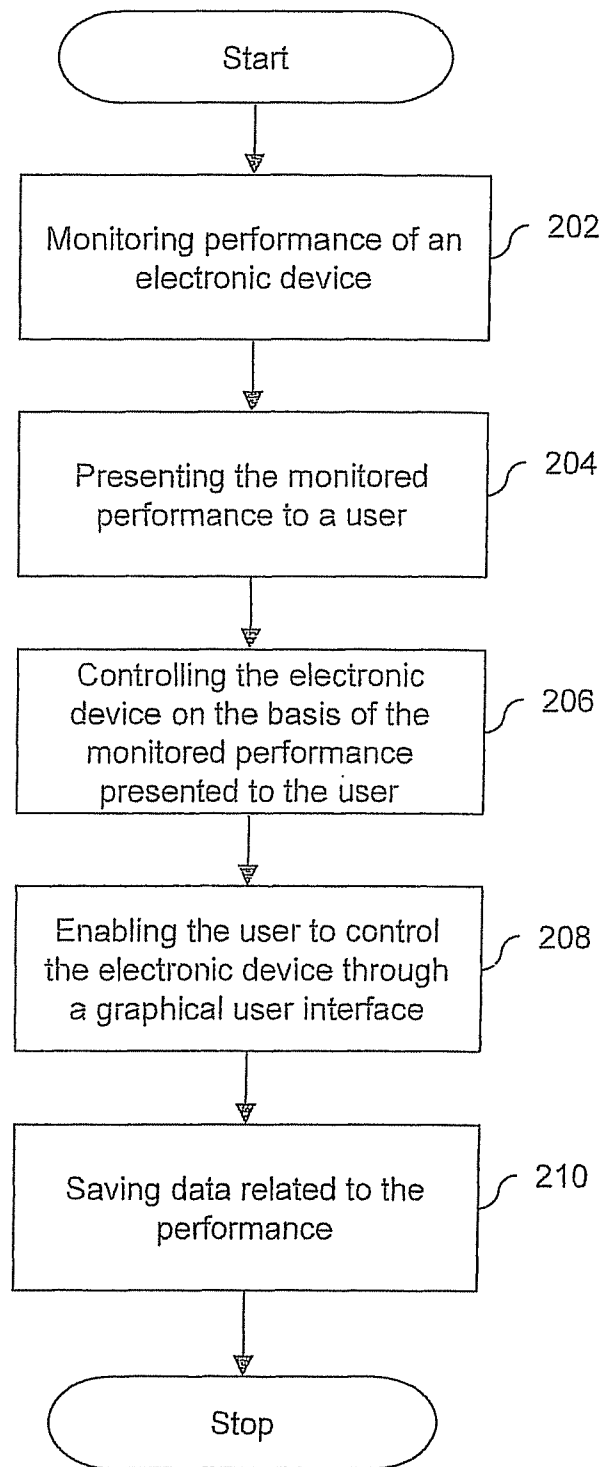 Start
Monitoring performance of an
electronic device
202
Presenting the monitored
performance to a user
204
Controlling the electronic
device on the basis of the
monitored performance
presented to the user
206
Enabling the user to control
the electronic device through
a graphical user interface
208
Saving data related to the
performance
210
Stop